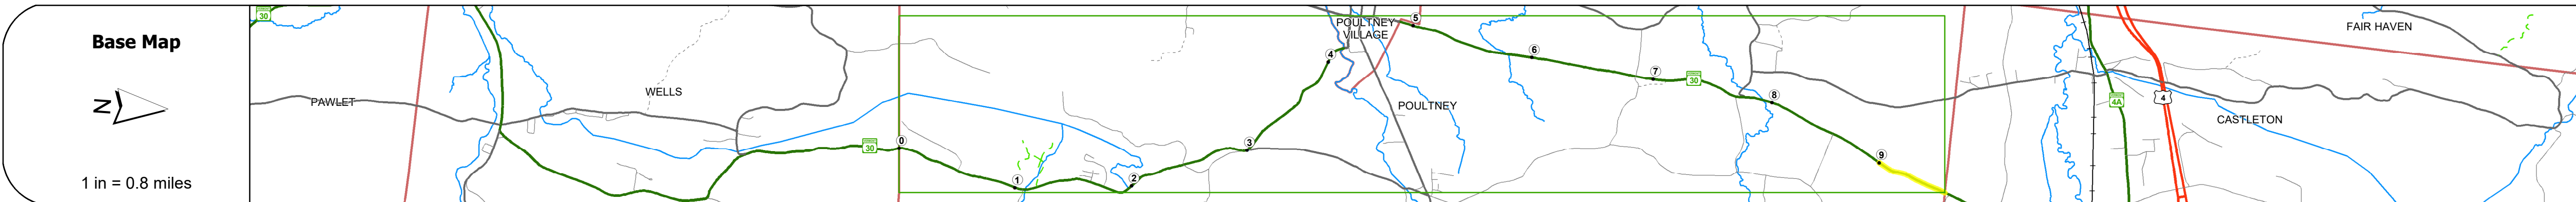 Base Map
N
1 in = 0.8 miles
30
PAWLET
WELLS
30
0
1
2
3
4
POULTNEY
VILLAGE
5
POULTNEY
6
7
30
8
9
4A
4
FAIR HAVEN
CASTLETON